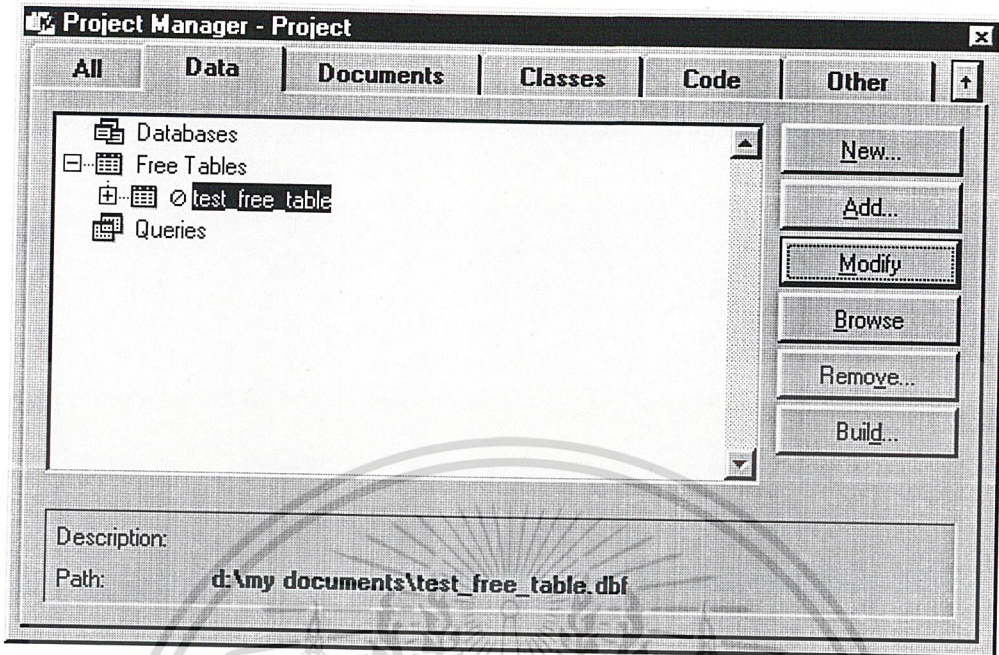 Project Manager - Project
All
Data
Documents
Classes
Code
Other
Databases
Free Tables
test_free_table
Queries
New...
Add...
Modify
Browse
Remove...
Build...
Description:
Path: d:\my documents\test_free_table.dbf